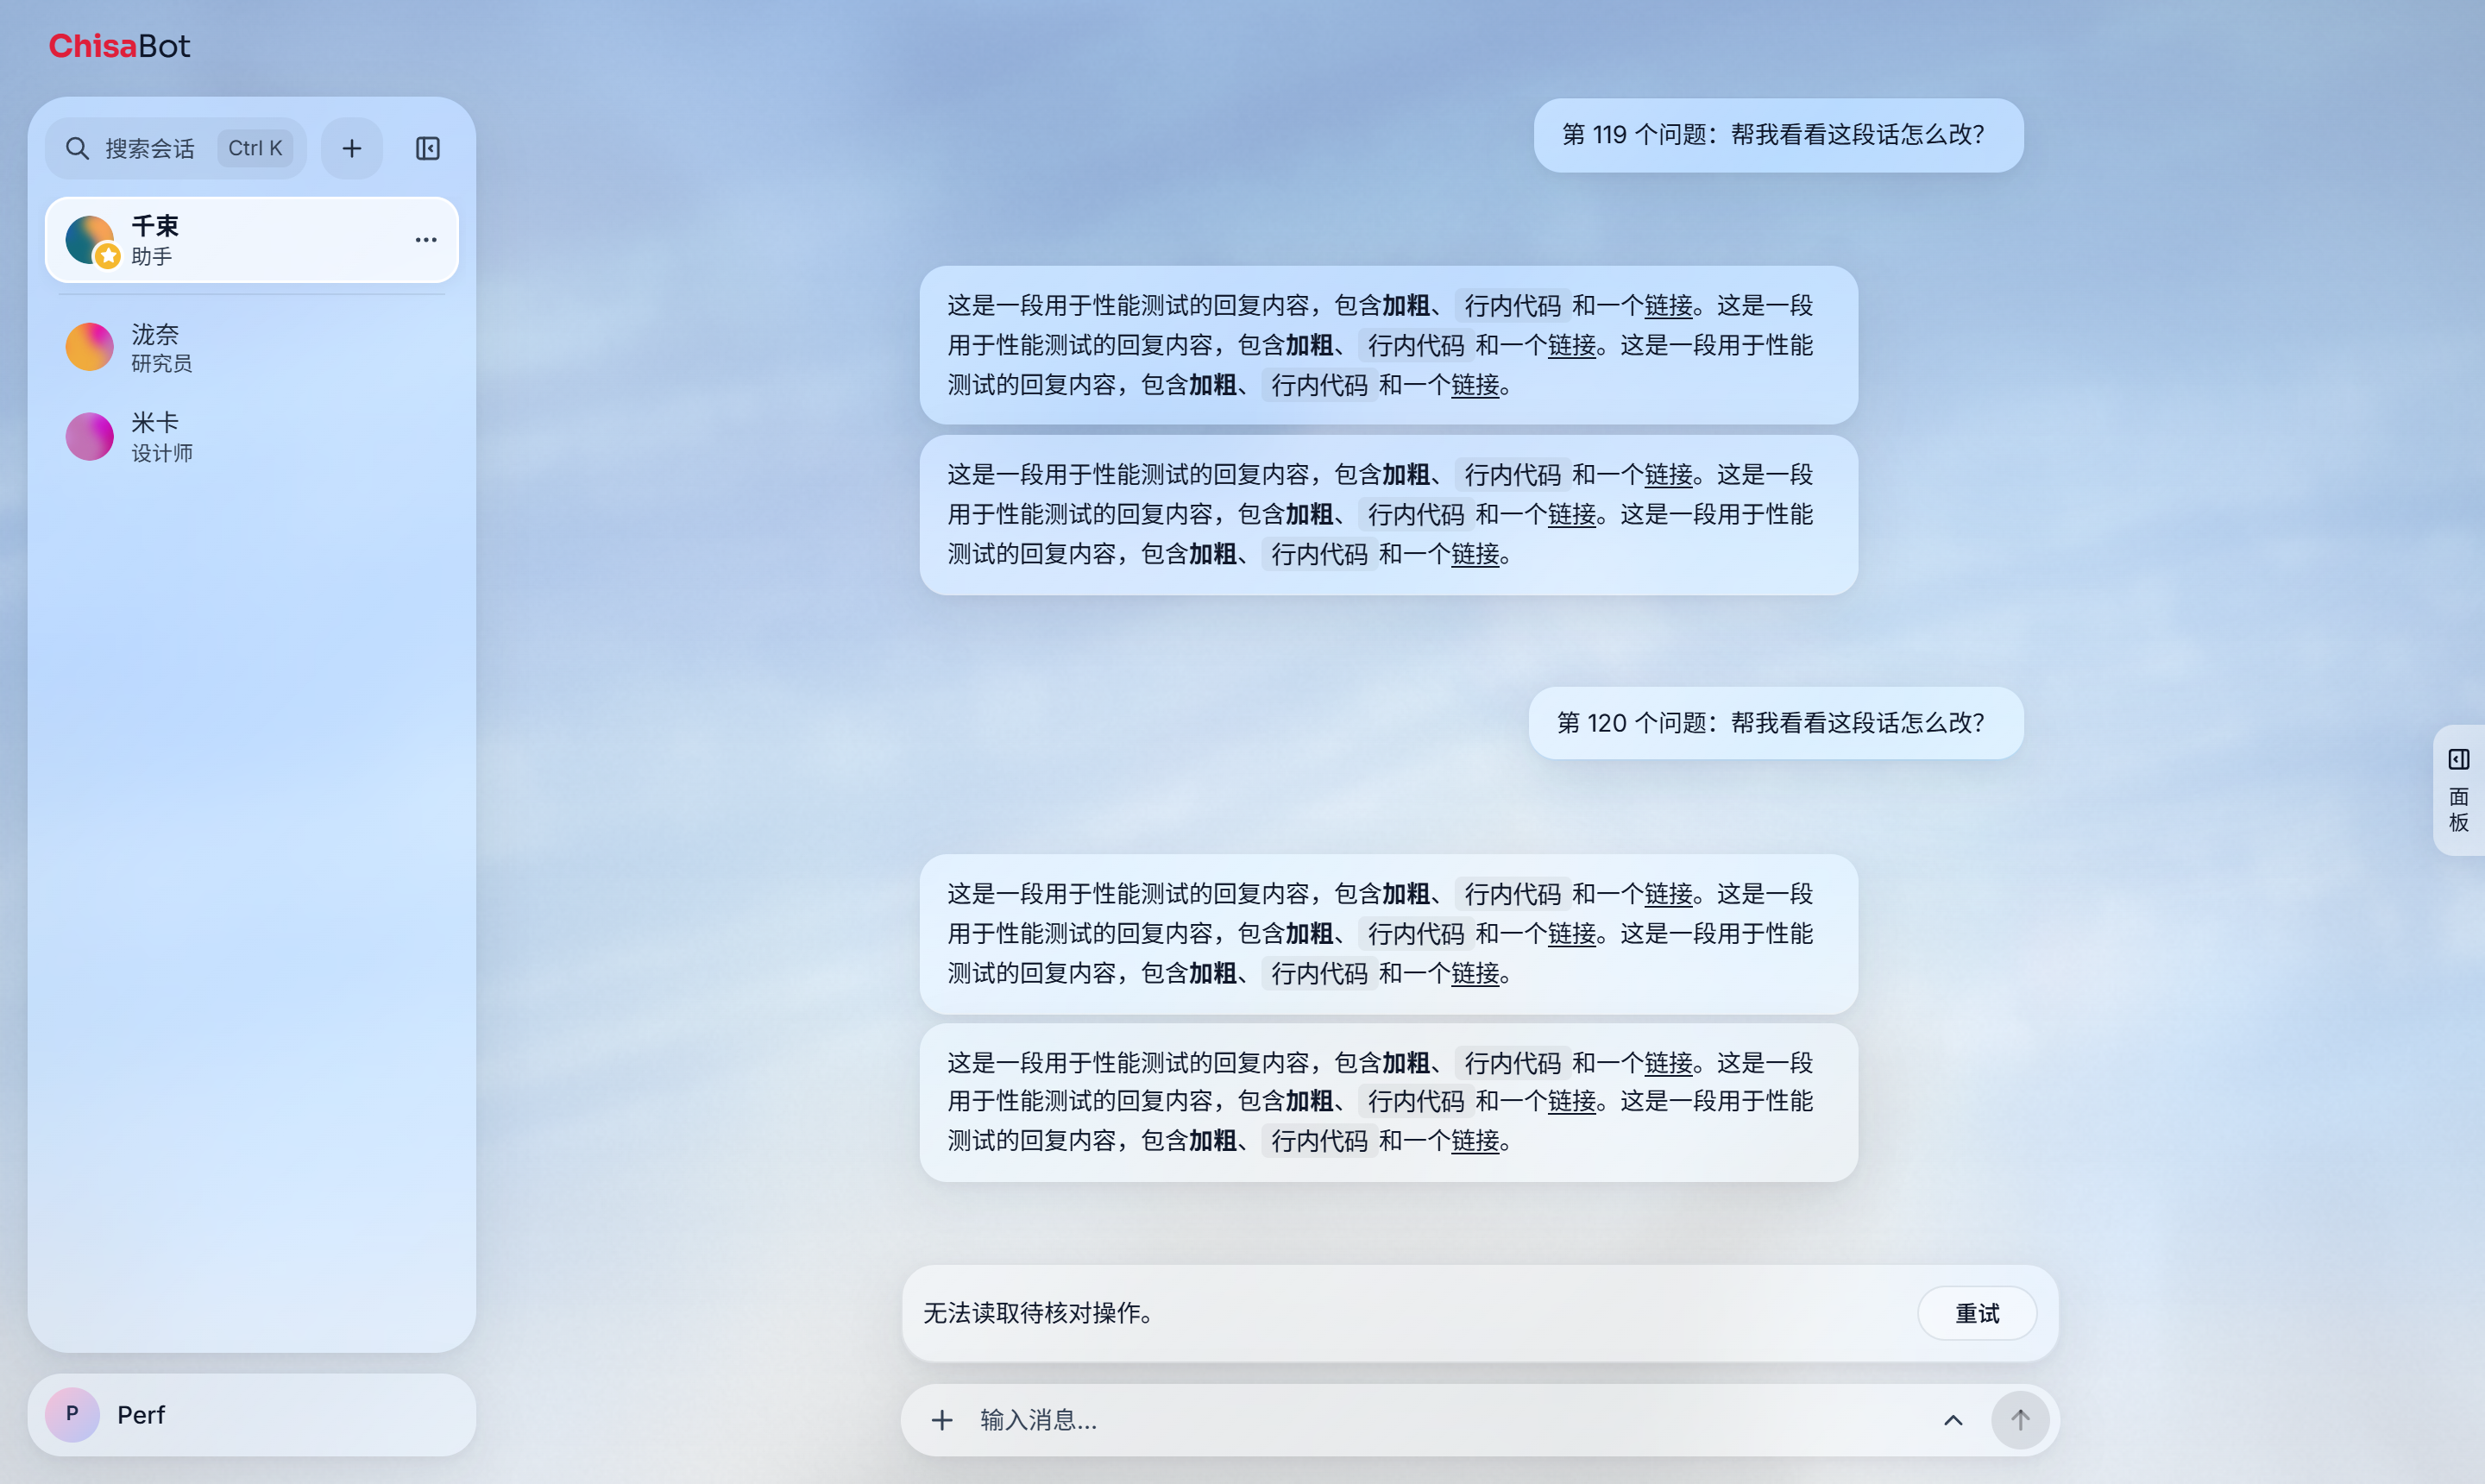 ChisaBot
搜索会话 Ctrl K
千束
助手
泷奈
研究员
米卡
设计师
P Perf
第 119 个问题：帮我看看这段话怎么改？
这是一段用于性能测试的回复内容，包含加粗、 行内代码 和一个链接。这是一段
用于性能测试的回复内容，包含加粗、 行内代码 和一个链接。这是一段用于性能
测试的回复内容，包含加粗、 行内代码 和一个链接。
这是一段用于性能测试的回复内容，包含加粗、 行内代码 和一个链接。这是一段
用于性能测试的回复内容，包含加粗、 行内代码 和一个链接。这是一段用于性能
测试的回复内容，包含加粗、 行内代码 和一个链接。
第 120 个问题：帮我看看这段话怎么改？
这是一段用于性能测试的回复内容，包含加粗、 行内代码 和一个链接。这是一段
用于性能测试的回复内容，包含加粗、 行内代码 和一个链接。这是一段用于性能
测试的回复内容，包含加粗、 行内代码 和一个链接。
这是一段用于性能测试的回复内容，包含加粗、 行内代码 和一个链接。这是一段
用于性能测试的回复内容，包含加粗、 行内代码 和一个链接。这是一段用于性能
测试的回复内容，包含加粗、 行内代码 和一个链接。
无法读取待核对操作。 重试
输入消息...
面板